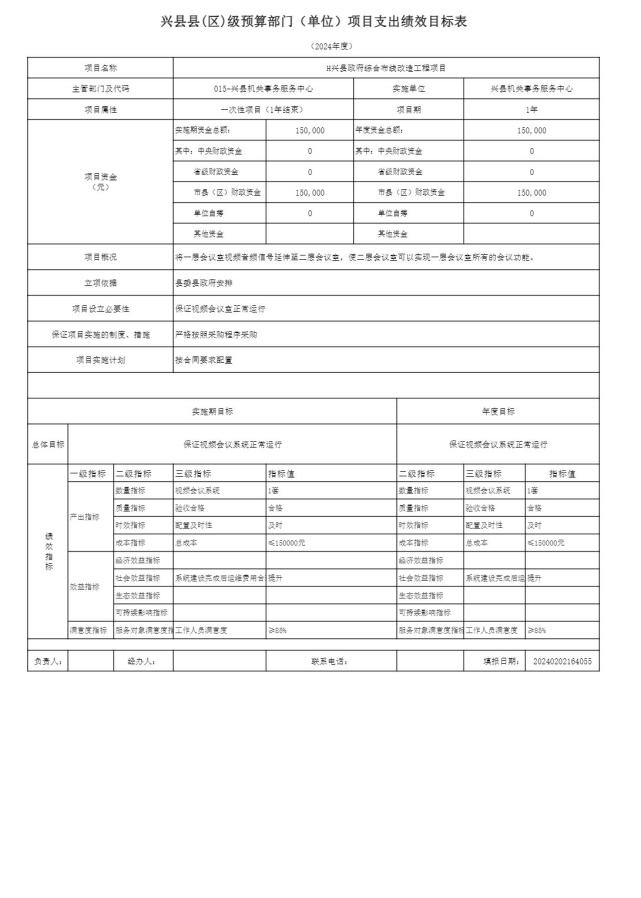 兴县县(区)级预算部门（单位）项目支出绩效目标表
（2024年度）
项目名称 H兴县政府综合布线改造工程项目
主管部门及代码 015-兴县机关事务服务中心 实施单位 兴县机关事务服务中心
项目属性 一次性项目（1年结束） 项目期 1年
项目资金（元） 实施期资金总额: 150,000 年度资金总额: 150,000
其中: 中央财政资金 0 其中: 中央财政资金 0
省级财政资金 0 省级财政资金 0
市县（区）财政资金 150,000 市县（区）财政资金 150,000
单位自筹 0 单位自筹 0
其他资金 其他资金
项目概况 将一层会议室视频音频信号延伸至二层会议室，使二层会议室可以实现一层会议室所有的会议功能。
立项依据 县委县政府安排
项目设立必要性 保证视频会议室正常运行
保证项目实施的制度、措施 严格按照采购程序采购
项目实施计划 按合同要求配置
实施期目标 年度目标
总体目标 保证视频会议系统正常运行 保证视频会议系统正常运行
绩效指标 一级指标 二级指标 三级指标 指标值 二级指标 三级指标 指标值
产出指标 数量指标 视频会议系统 1套 数量指标 视频会议系统 1套
质量指标 验收合格 合格 质量指标 验收合格 合格
时效指标 配置及时性 及时 时效指标 配置及时性 及时
成本指标 总成本 ≤150000元 成本指标 总成本 ≤150000元
效益指标 经济效益指标 经济效益指标
社会效益指标 系统建设完成后运维费用合 提升 社会效益指标 系统建设完成后运 提升
生态效益指标 生态效益指标
可持续影响指标 可持续影响指标
满意度指标 服务对象满意度指 工作人员满意度 ≥88% 服务对象满意度指标 工作人员满意度 ≥88%
负责人: 经办人: 联系电话: 填报日期: 20240202164055